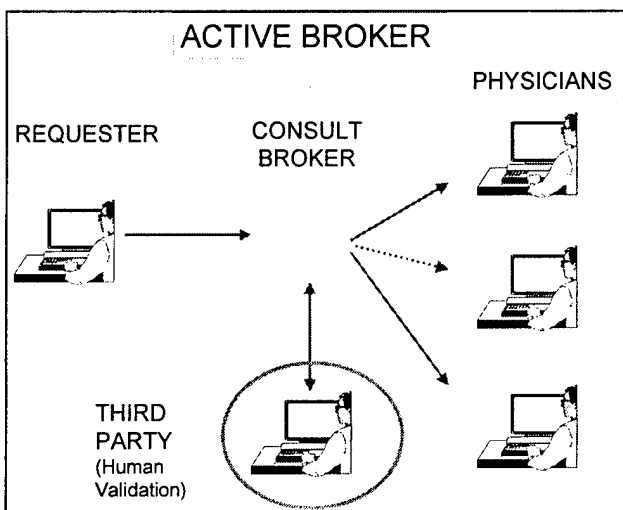 ACTIVE BROKER
PHYSICIANS
REQUESTER
CONSULT
BROKER
THIRD
PARTY
(Human
Validation)